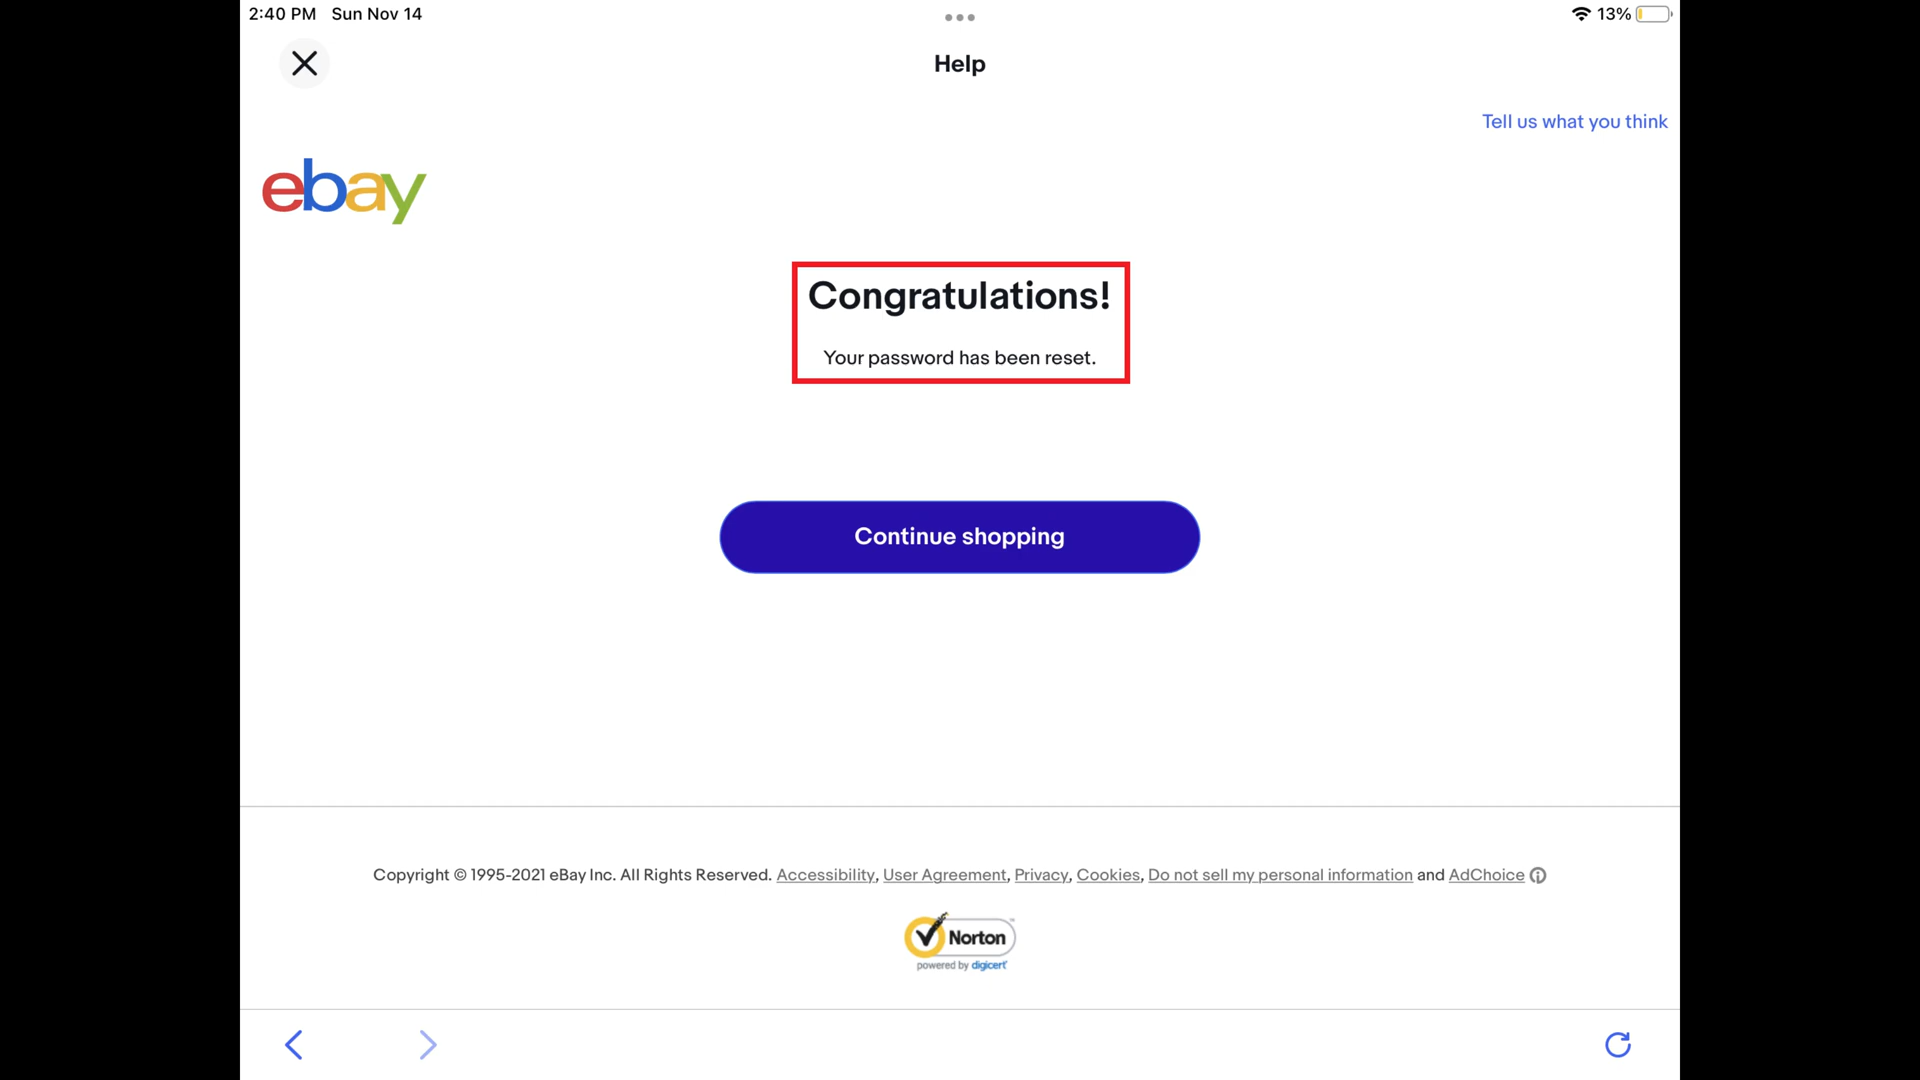 2:40 PM Sun Nov 14
13%
Help
Tell us what you think
ebay
Congratulations!
Your password has been reset.
Continue shopping
Copyright © 1995-2021 eBay Inc. All Rights Reserved. Accessibility, User Agreement, Privacy, Cookies, Do not sell my personal information and AdChoice
Norton
powered by digicert